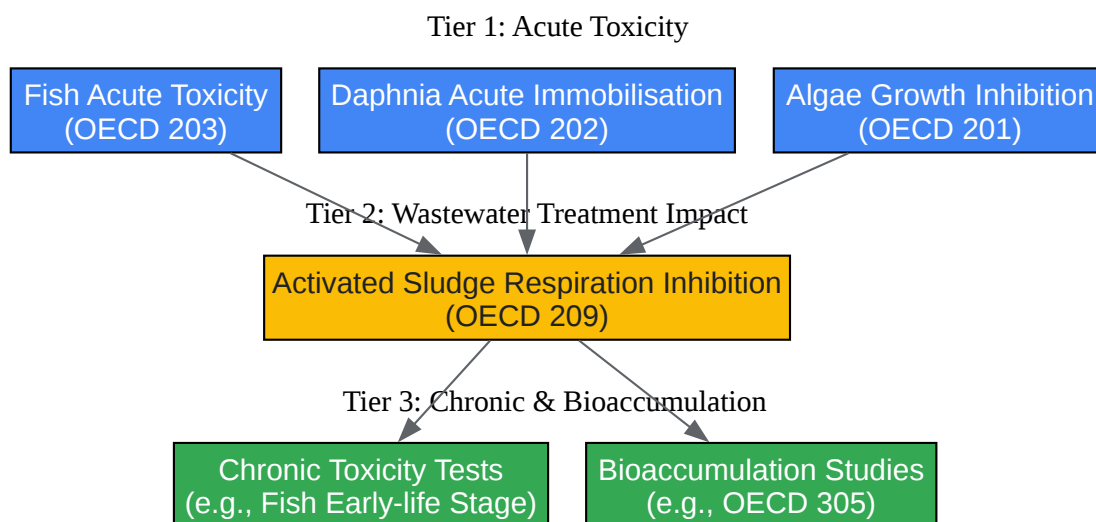 Tier 1: Acute Toxicity
Fish Acute Toxicity
(OECD 203)
Daphnia Acute Immobilisation
(OECD 202)
Algae Growth Inhibition
(OECD 201)
Tier 2: Wastewater Treatment Impact
Activated Sludge Respiration Inhibition
(OECD 209)
Tier 3: Chronic & Bioaccumulation
Chronic Toxicity Tests
(e.g., Fish Early-life Stage)
Bioaccumulation Studies
(e.g., OECD 305)